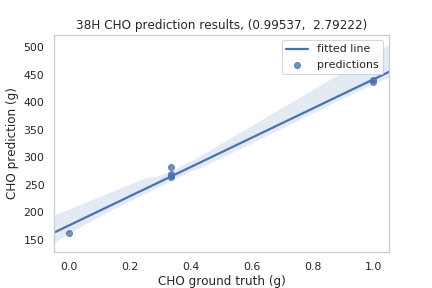 38H CHO prediction results, (0.99537, 2.79222)
fitted line
predictions
500
450
400
350
300
250
200
150
CHO prediction (g)
0.0 0.2 0.4 0.6 0.8 1.0
CHO ground truth (g)